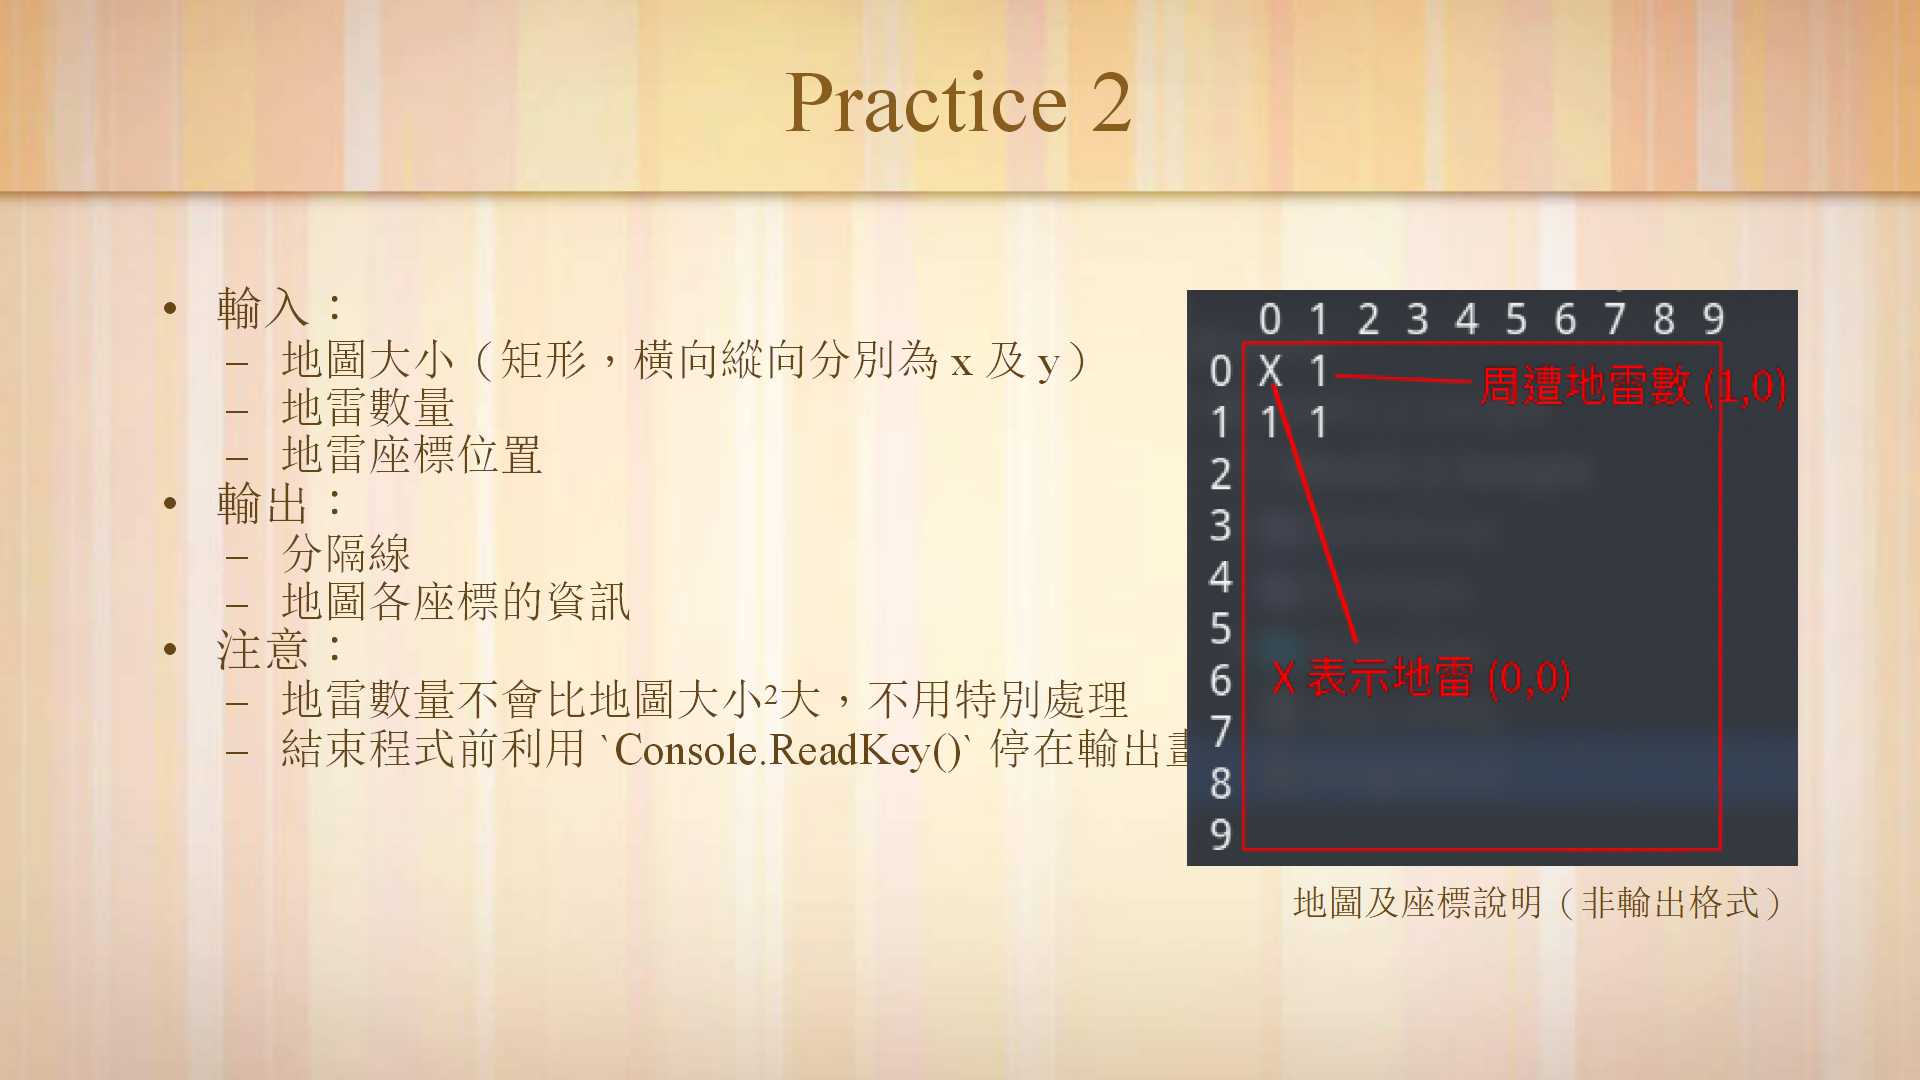 Practice 2
• 輸入：
– 地圖大小（矩形，橫向縱向分別為 x 及 y）
– 地雷數量
– 地雷座標位置
• 輸出：
– 分隔線
– 地圖各座標的資訊
• 注意：
– 地雷數量不會比地圖大小²大，不用特別處理
– 結束程式前利用 `Console.ReadKey()` 停在輸出
0 1 2 3 4 5 6 7 8 9
0 X 1
周遭地雷數 (1,0)
1 1 1
2
3
4
5
6
X 表示地雷 (0,0)
7
8
9
地圖及座標說明（非輸出格式）